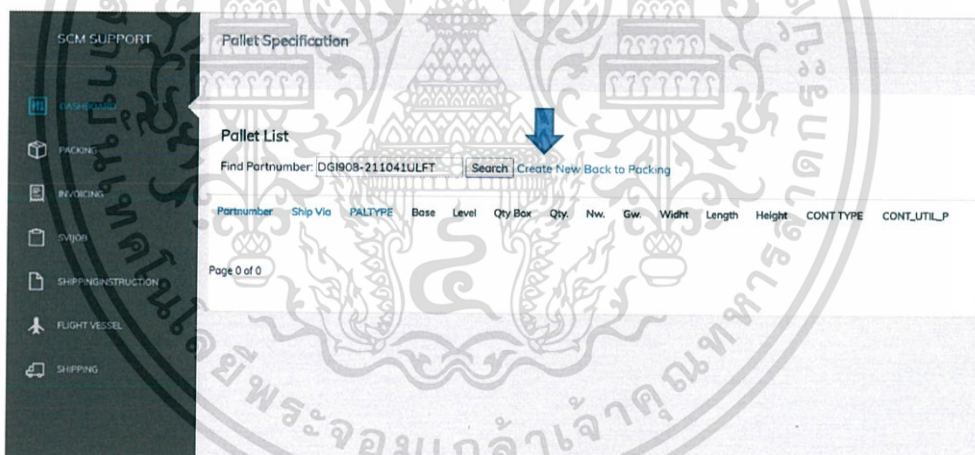 SCM SUPPORT
Pallet Specification
DASHBOARD
PACKING
INVOICING
SVIJOB
SHIPPINGINSTRUCTION
FLIGHT VESSEL
SHIPPING
Pallet List
Find Partnumber: DGI908-211041ULFT Search Create New Back to Packing
Partnumber Ship Via PALTYPE Base Level Qty Box Qty. Nw. Gw. Widht Length Height CONT TYPE CONT_UTIL_P
Page 0 of 0